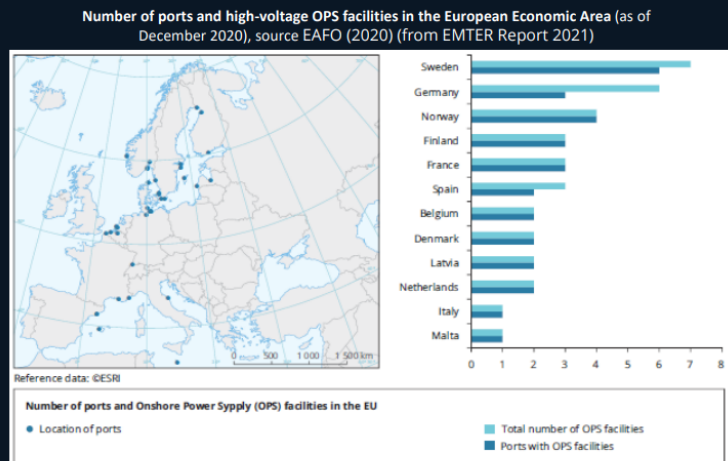 Number of ports and high-voltage OPS facilities in the European Economic Area (as of
December 2020), source EAFO (2020) (from EMTER Report 2021)
Sweden
Germany
Norway
Finland
France
Spain
Belgium
Denmark
Latvia
Netherlands
Italy
Malta
0 500 1 000 1 500 km
0 1 2 3 4 5 6 7 8
Reference data: ©ESRI
Number of ports and Onshore Power Sypply (OPS) facilities in the EU
Location of ports
Total number of OPS facilities
Ports with OPS facilities